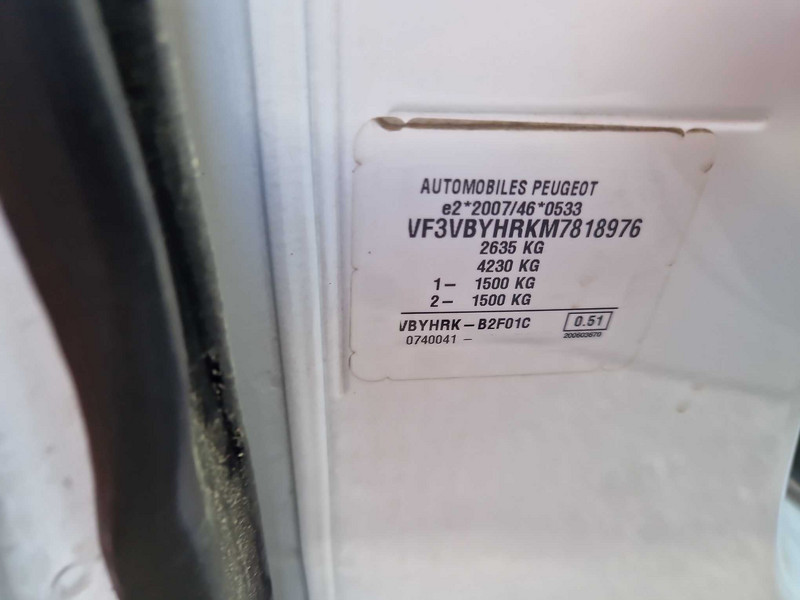 AUTOMOBILES PEUGEOT
e2*2007/46*0533
VF3VBYHRKM7818976
2635 KG
4230 KG
1– 1500 KG
2– 1500 KG
VBYHRK – B2F01C 0.51
0740041 –